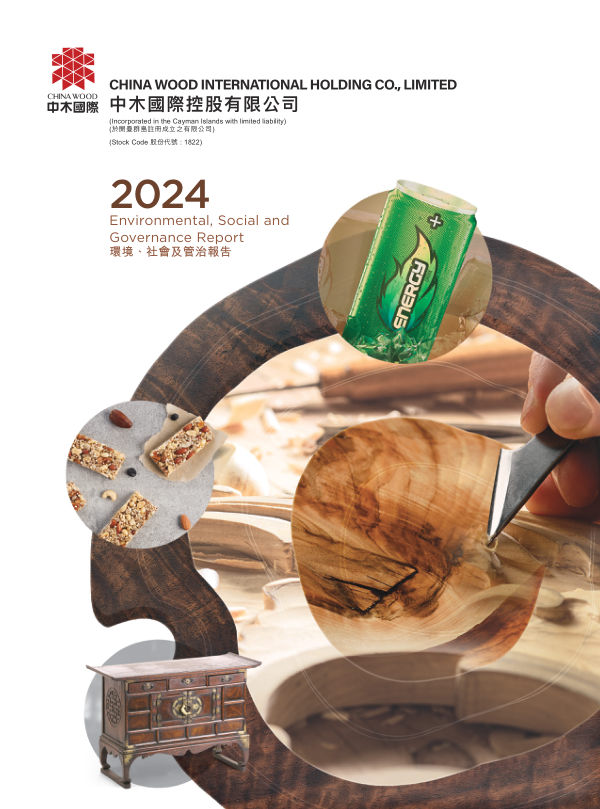 CHINA WOOD
中木國際
CHINA WOOD INTERNATIONAL HOLDING CO., LIMITED
中木國際控股有限公司
(Incorporated in the Cayman Islands with limited liability)
(於開曼群島註冊成立之有限公司)
(Stock Code 股份代號 : 1822)
2024
Environmental, Social and
Governance Report
環境、社會及管治報告
+
ENERGY